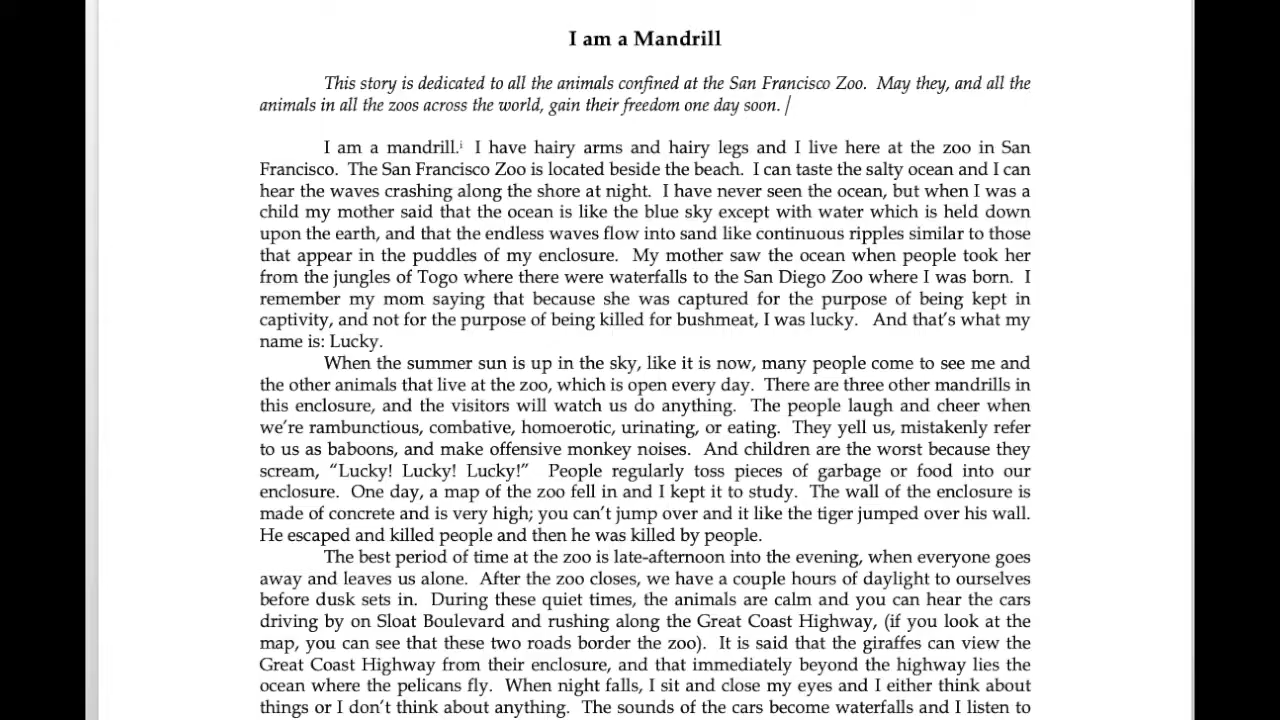 I am a Mandrill
This story is dedicated to all the animals confined at the San Francisco Zoo.  May they, and all the
animals in all the zoos across the world, gain their freedom one day soon.
I am a mandrill.ⁱ  I have hairy arms and hairy legs and I live here at the zoo in San
Francisco.  The San Francisco Zoo is located beside the beach.  I can taste the salty ocean and I can
hear the waves crashing along the shore at night.  I have never seen the ocean, but when I was a
child my mother said that the ocean is like the blue sky except with water which is held down
upon the earth, and that the endless waves flow into sand like continuous ripples similar to those
that appear in the puddles of my enclosure.  My mother saw the ocean when people took her
from the jungles of Togo where there were waterfalls to the San Diego Zoo where I was born.  I
remember my mom saying that because she was captured for the purpose of being kept in
captivity, and not for the purpose of being killed for bushmeat, I was lucky.  And that's what my
name is: Lucky.
When the summer sun is up in the sky, like it is now, many people come to see me and
the other animals that live at the zoo, which is open every day.  There are three other mandrills in
this enclosure, and the visitors will watch us do anything.  The people laugh and cheer when
we're rambunctious, combative, homoerotic, urinating, or eating.  They yell us, mistakenly refer
to us as baboons, and make offensive monkey noises.  And children are the worst because they
scream, "Lucky!  Lucky!  Lucky!"  People regularly toss pieces of garbage or food into our
enclosure.  One day, a map of the zoo fell in and I kept it to study.  The wall of the enclosure is
made of concrete and is very high; you can't jump over and it like the tiger jumped over his wall.
He escaped and killed people and then he was killed by people.
The best period of time at the zoo is late-afternoon into the evening, when everyone goes
away and leaves us alone.  After the zoo closes, we have a couple hours of daylight to ourselves
before dusk sets in.  During these quiet times, the animals are calm and you can hear the cars
driving by on Sloat Boulevard and rushing along the Great Coast Highway, (if you look at the
map, you can see that these two roads border the zoo).  It is said that the giraffes can view the
Great Coast Highway from their enclosure, and that immediately beyond the highway lies the
ocean where the pelicans fly.  When night falls, I sit and close my eyes and I either think about
things or I don't think about anything.  The sounds of the cars become waterfalls and I listen to